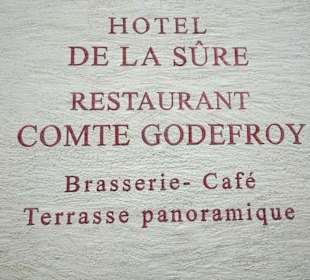 HOTEL
DE LA SÛRE
RESTAURANT
COMTE GODEFROY
Brasserie- Café
Terrasse panoramique